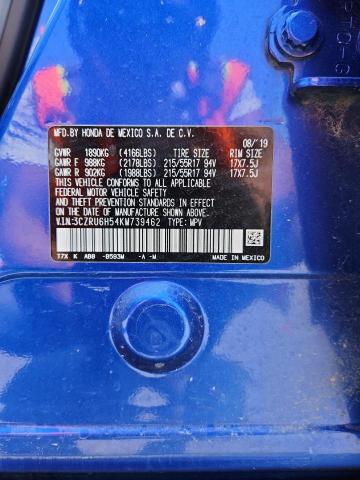 MFD.BY HONDA DE MEXICO S.A. DE C.V.
08/'19
GVWR 1890KG (4166LBS) TIRE SIZE RIM SIZE
GAWR F 988KG (2178LBS) 215/55R17 94V 17X7.5J
GAWR R 902KG (1988LBS) 215/55R17 94V 17X7.5J
THIS VEHICLE CONFORMS TO ALL APPLICABLE
FEDERAL MOTOR VEHICLE SAFETY
AND THEFT PREVENTION STANDARDS IN EFFECT
ON THE DATE OF MANUFACTURE SHOWN ABOVE.
V.I.N:3CZRU6H54KM739462 TYPE: MPV
T7X K A00 -B593M -A -M
MADE IN MEXICO